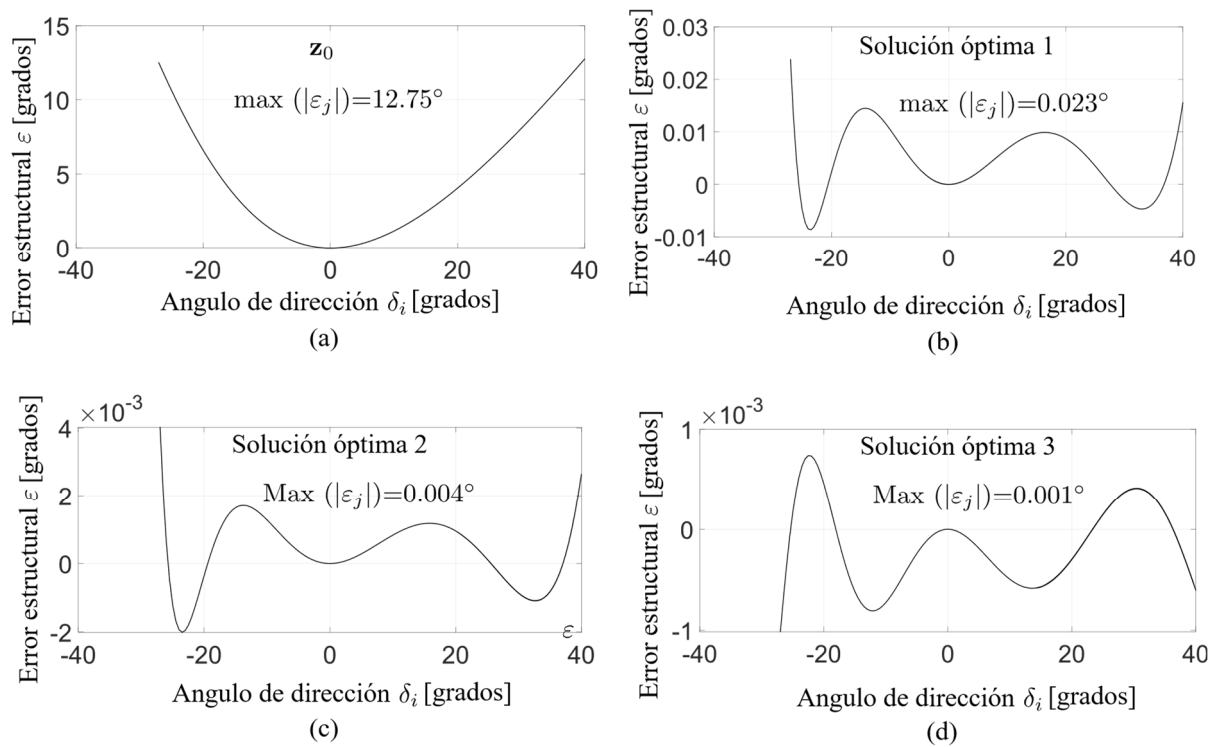 15
10
5
0
-40
-20
0
20
40
Error estructural ε [grados]
z₀
max (|εⱼ|)=12.75°
Angulo de dirección δᵢ [grados]
(a)
0.03
0.02
0.01
0
-0.01
-40
-20
0
20
40
Error estructural ε [grados]
Solución óptima 1
max (|εⱼ|)=0.023°
Angulo de dirección δᵢ [grados]
(b)
×10⁻³
4
2
0
-2
-40
-20
0
20
40
Error estructural ε [grados]
Solución óptima 2
Max (|εⱼ|)=0.004°
ε
Angulo de dirección δᵢ [grados]
(c)
×10⁻³
1
0
-1
-40
-20
0
20
40
Error estructural ε [grados]
Solución óptima 3
Max (|εⱼ|)=0.001°
Angulo de dirección δᵢ [grados]
(d)